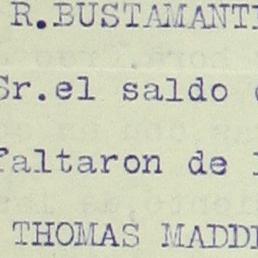 R.BUSTAMANT
Sr.el saldo
faltaron de
THOMAS MADD